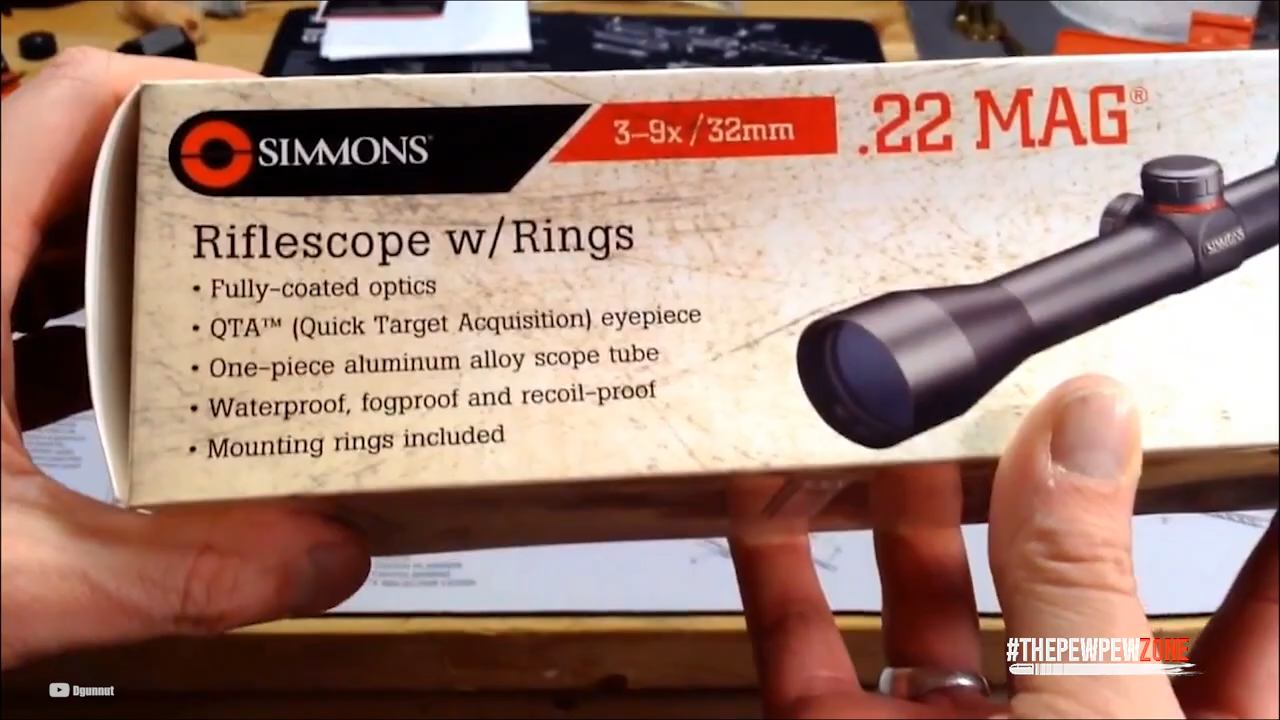 SIMMONS®
3-9x/32mm
.22 MAG®
Riflescope w/Rings
• Fully-coated optics
• QTA™ (Quick Target Acquisition) eyepiece
• One-piece aluminum alloy scope tube
• Waterproof, fogproof and recoil-proof
• Mounting rings included
SIMMONS
#THEPEWPEWZONE
Dgunnut